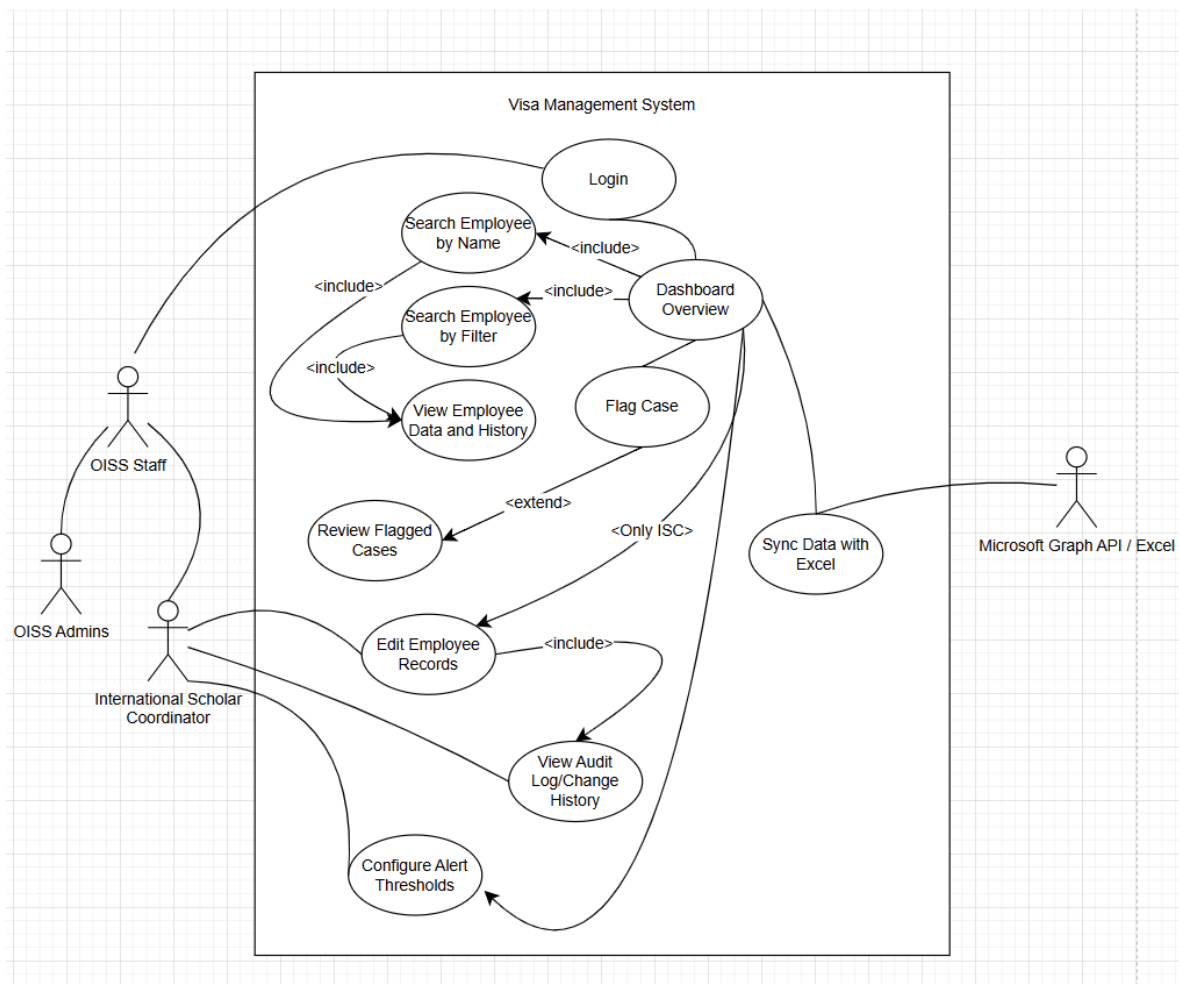 Visa Management System
Login
Search Employee
by Name
<include>
<include>
Dashboard
Overview
<include>
Search Employee
by Filter
<include>
View Employee
Data and History
Flag Case
OISS Staff
<extend>
Review Flagged
Cases
<Only ISC>
Sync Data with
Excel
Microsoft Graph API / Excel
OISS Admins
Edit Employee
Records
<include>
International Scholar
Coordinator
View Audit
Log/Change
History
Configure Alert
Thresholds